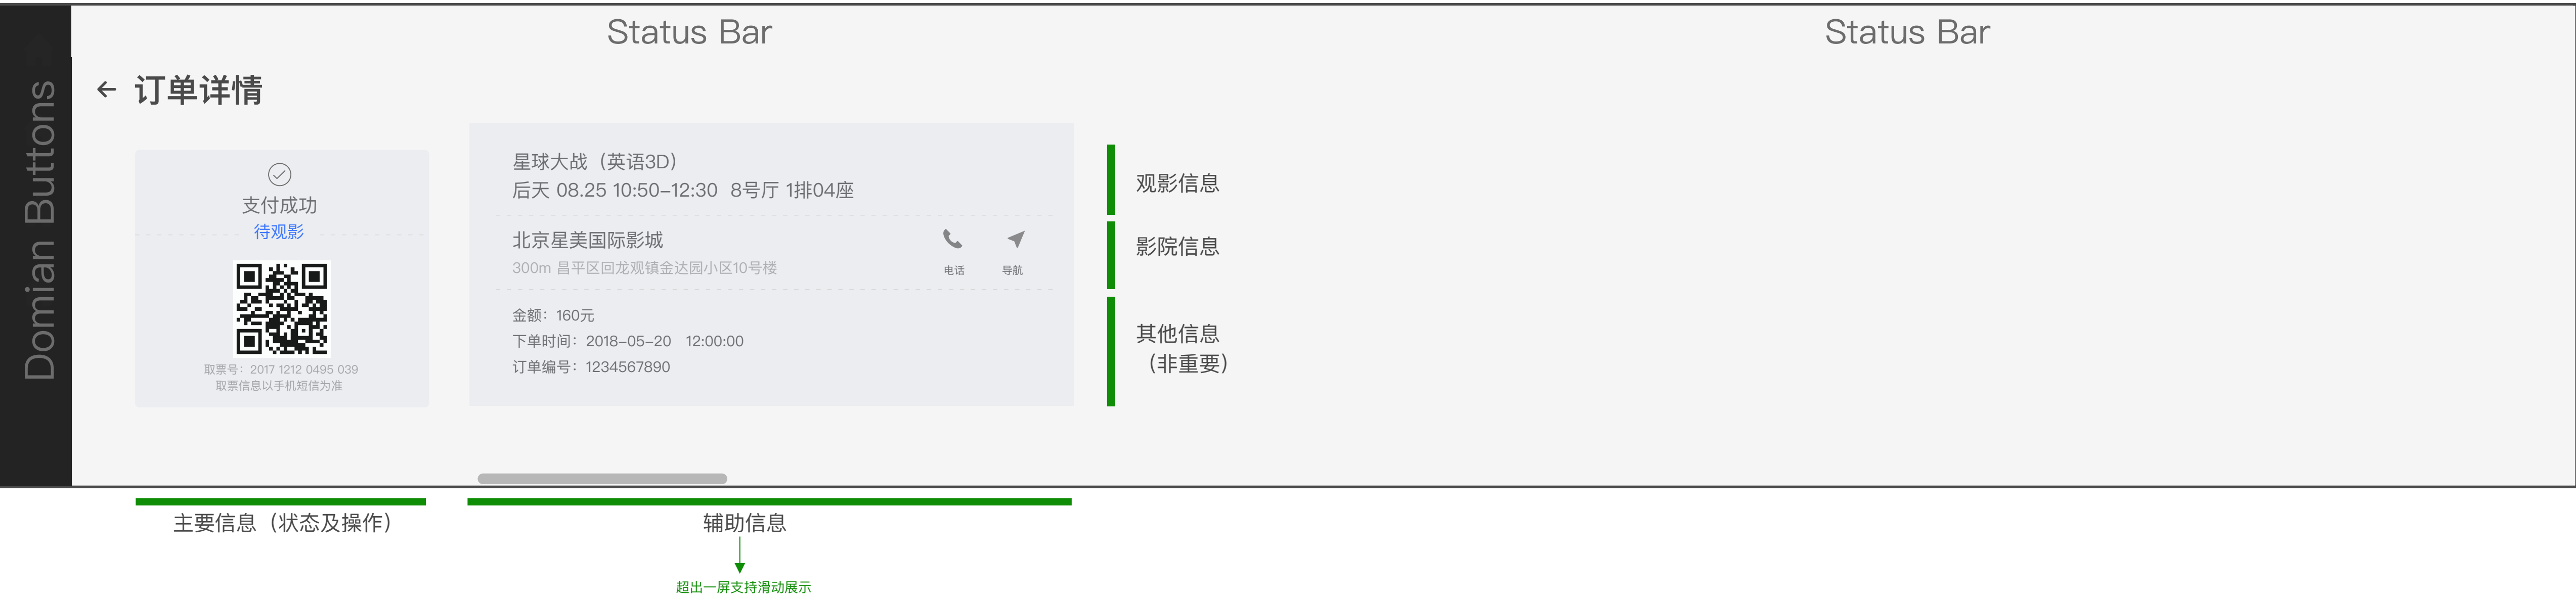 Status Bar
Status Bar
Domian Buttons
订单详情
支付成功
待观影
取票号：2017 1212 0495 039
取票信息以手机短信为准
星球大战（英语3D）
后天 08.25 10:50–12:30 8号厅 1排04座
北京星美国际影城
300m 昌平区回龙观镇金达园小区10号楼
电话
导航
金额：160元
下单时间：2018–05–20 12:00:00
订单编号：1234567890
观影信息
影院信息
其他信息
（非重要）
主要信息（状态及操作）
辅助信息
超出一屏支持滑动展示